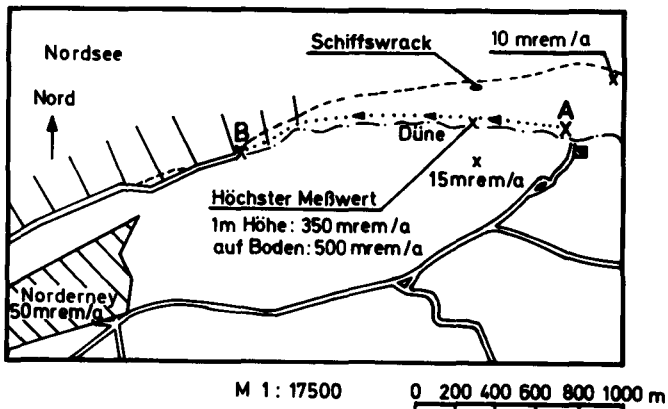 Nordsee
Schiffswrack
10 mrem/a
Nord
B
A
Düne
x
15mrem/a
Höchster Meßwert
1m Höhe: 350 mrem/a
auf Boden: 500 mrem/a
Norderney
50mrem/a
M 1 : 17500
0 200 400 600 800 1000 m